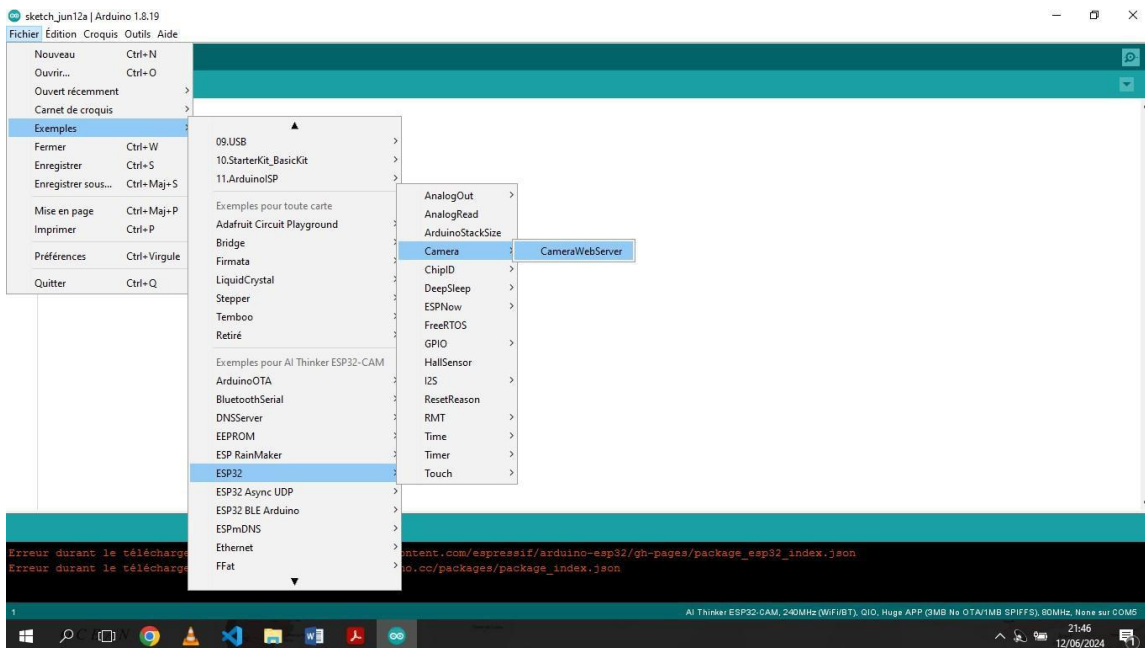 sketch_jun12a | Arduino 1.8.19
Fichier Édition Croquis Outils Aide
Nouveau Ctrl+N
Ouvrir... Ctrl+O
Ouvert récemment
Carnet de croquis
Exemples
Fermer Ctrl+W
Enregistrer Ctrl+S
Enregistrer sous... Ctrl+Maj+S
Mise en page Ctrl+Maj+P
Imprimer Ctrl+P
Préférences Ctrl+Virgule
Quitter Ctrl+Q
09.USB
10.StarterKit_BasicKit
11.ArduinoISP
Exemples pour toute carte
Adafruit Circuit Playground
Bridge
Firmata
LiquidCrystal
Stepper
Temboo
Retiré
Exemples pour AI Thinker ESP32-CAM
ArduinoOTA
BluetoothSerial
DNSServer
EEPROM
ESP RainMaker
ESP32
ESP32 Async UDP
ESP32 BLE Arduino
ESPmDNS
Ethernet
FFat
AnalogOut
AnalogRead
ArduinoStackSize
Camera
ChipID
DeepSleep
ESPNow
FreeRTOS
GPIO
HallSensor
I2S
ResetReason
RMT
Time
Timer
Touch
CameraWebServer
Erreur durant le télécharge ontent.com/espressif/arduino-esp32/gh-pages/package_esp32_index.json
Erreur durant le télécharge no.cc/packages/package_index.json
1 AI Thinker ESP32-CAM, 240MHz (WiFi/BT), QIO, Huge APP (3MB No OTA/1MB SPIFFS), 80MHz, None sur COM5
21:46
12/06/2024